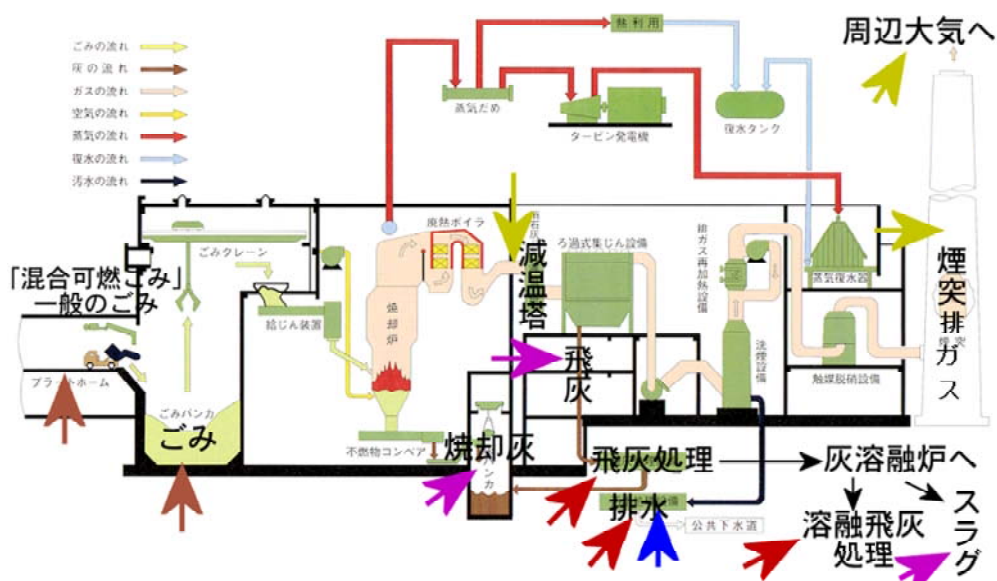 ごみの流れ
灰の流れ
ガスの流れ
空気の流れ
蒸気の流れ
復水の流れ
汚水の流れ
熱利用
蒸気だめ
タービン発電機
復水タンク
周辺大気へ
ごみクレーン
廃熱ボイラ
減温塔
ろ過式集じん設備
排ガス再加熱設備
蒸気復水器
煙突排ガス
煙突
「混合可燃ごみ」
一般のごみ
給じん装置
焼却炉
飛灰
洗煙設備
触媒脱硝設備
プラットホーム
ごみバンカ
ごみ
不燃物コンベア
焼却灰
飛灰処理
灰溶融炉へ
排水
公共下水道
溶融飛灰
処理
スラグ